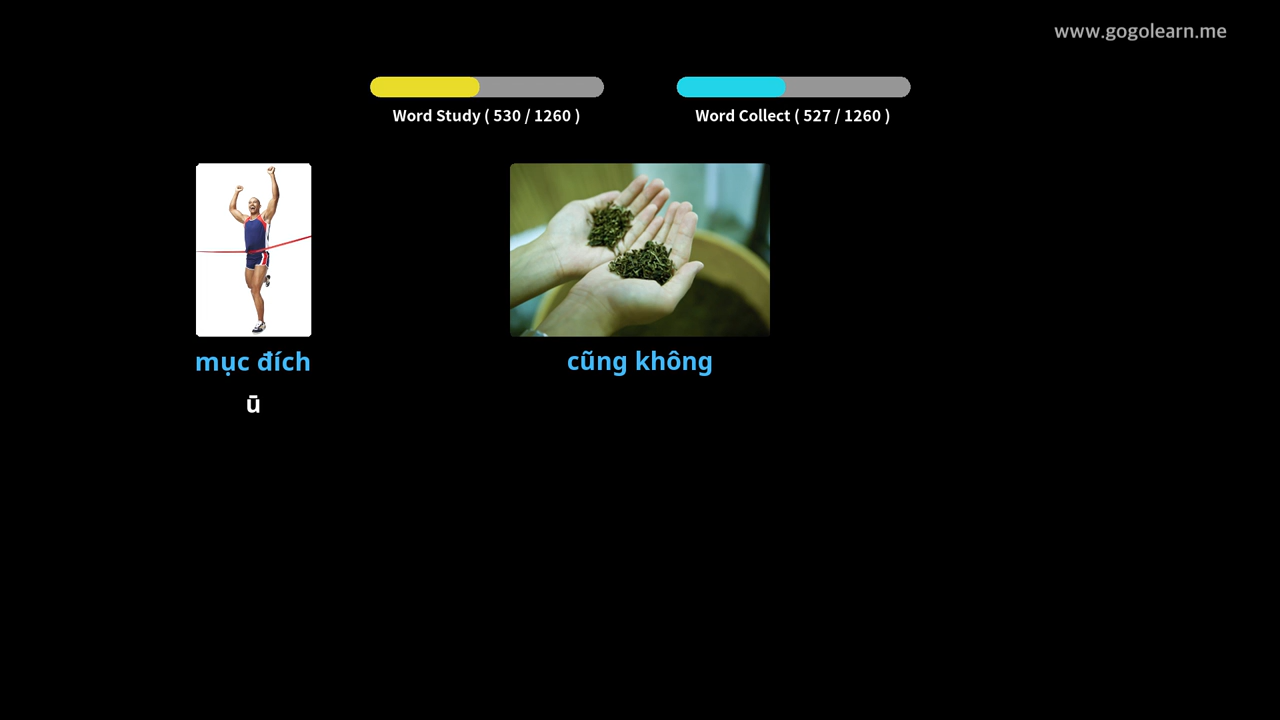 www.gogolearn.me
Word Study ( 530 / 1260 )
Word Collect ( 527 / 1260 )
mục đích
cũng không
ū